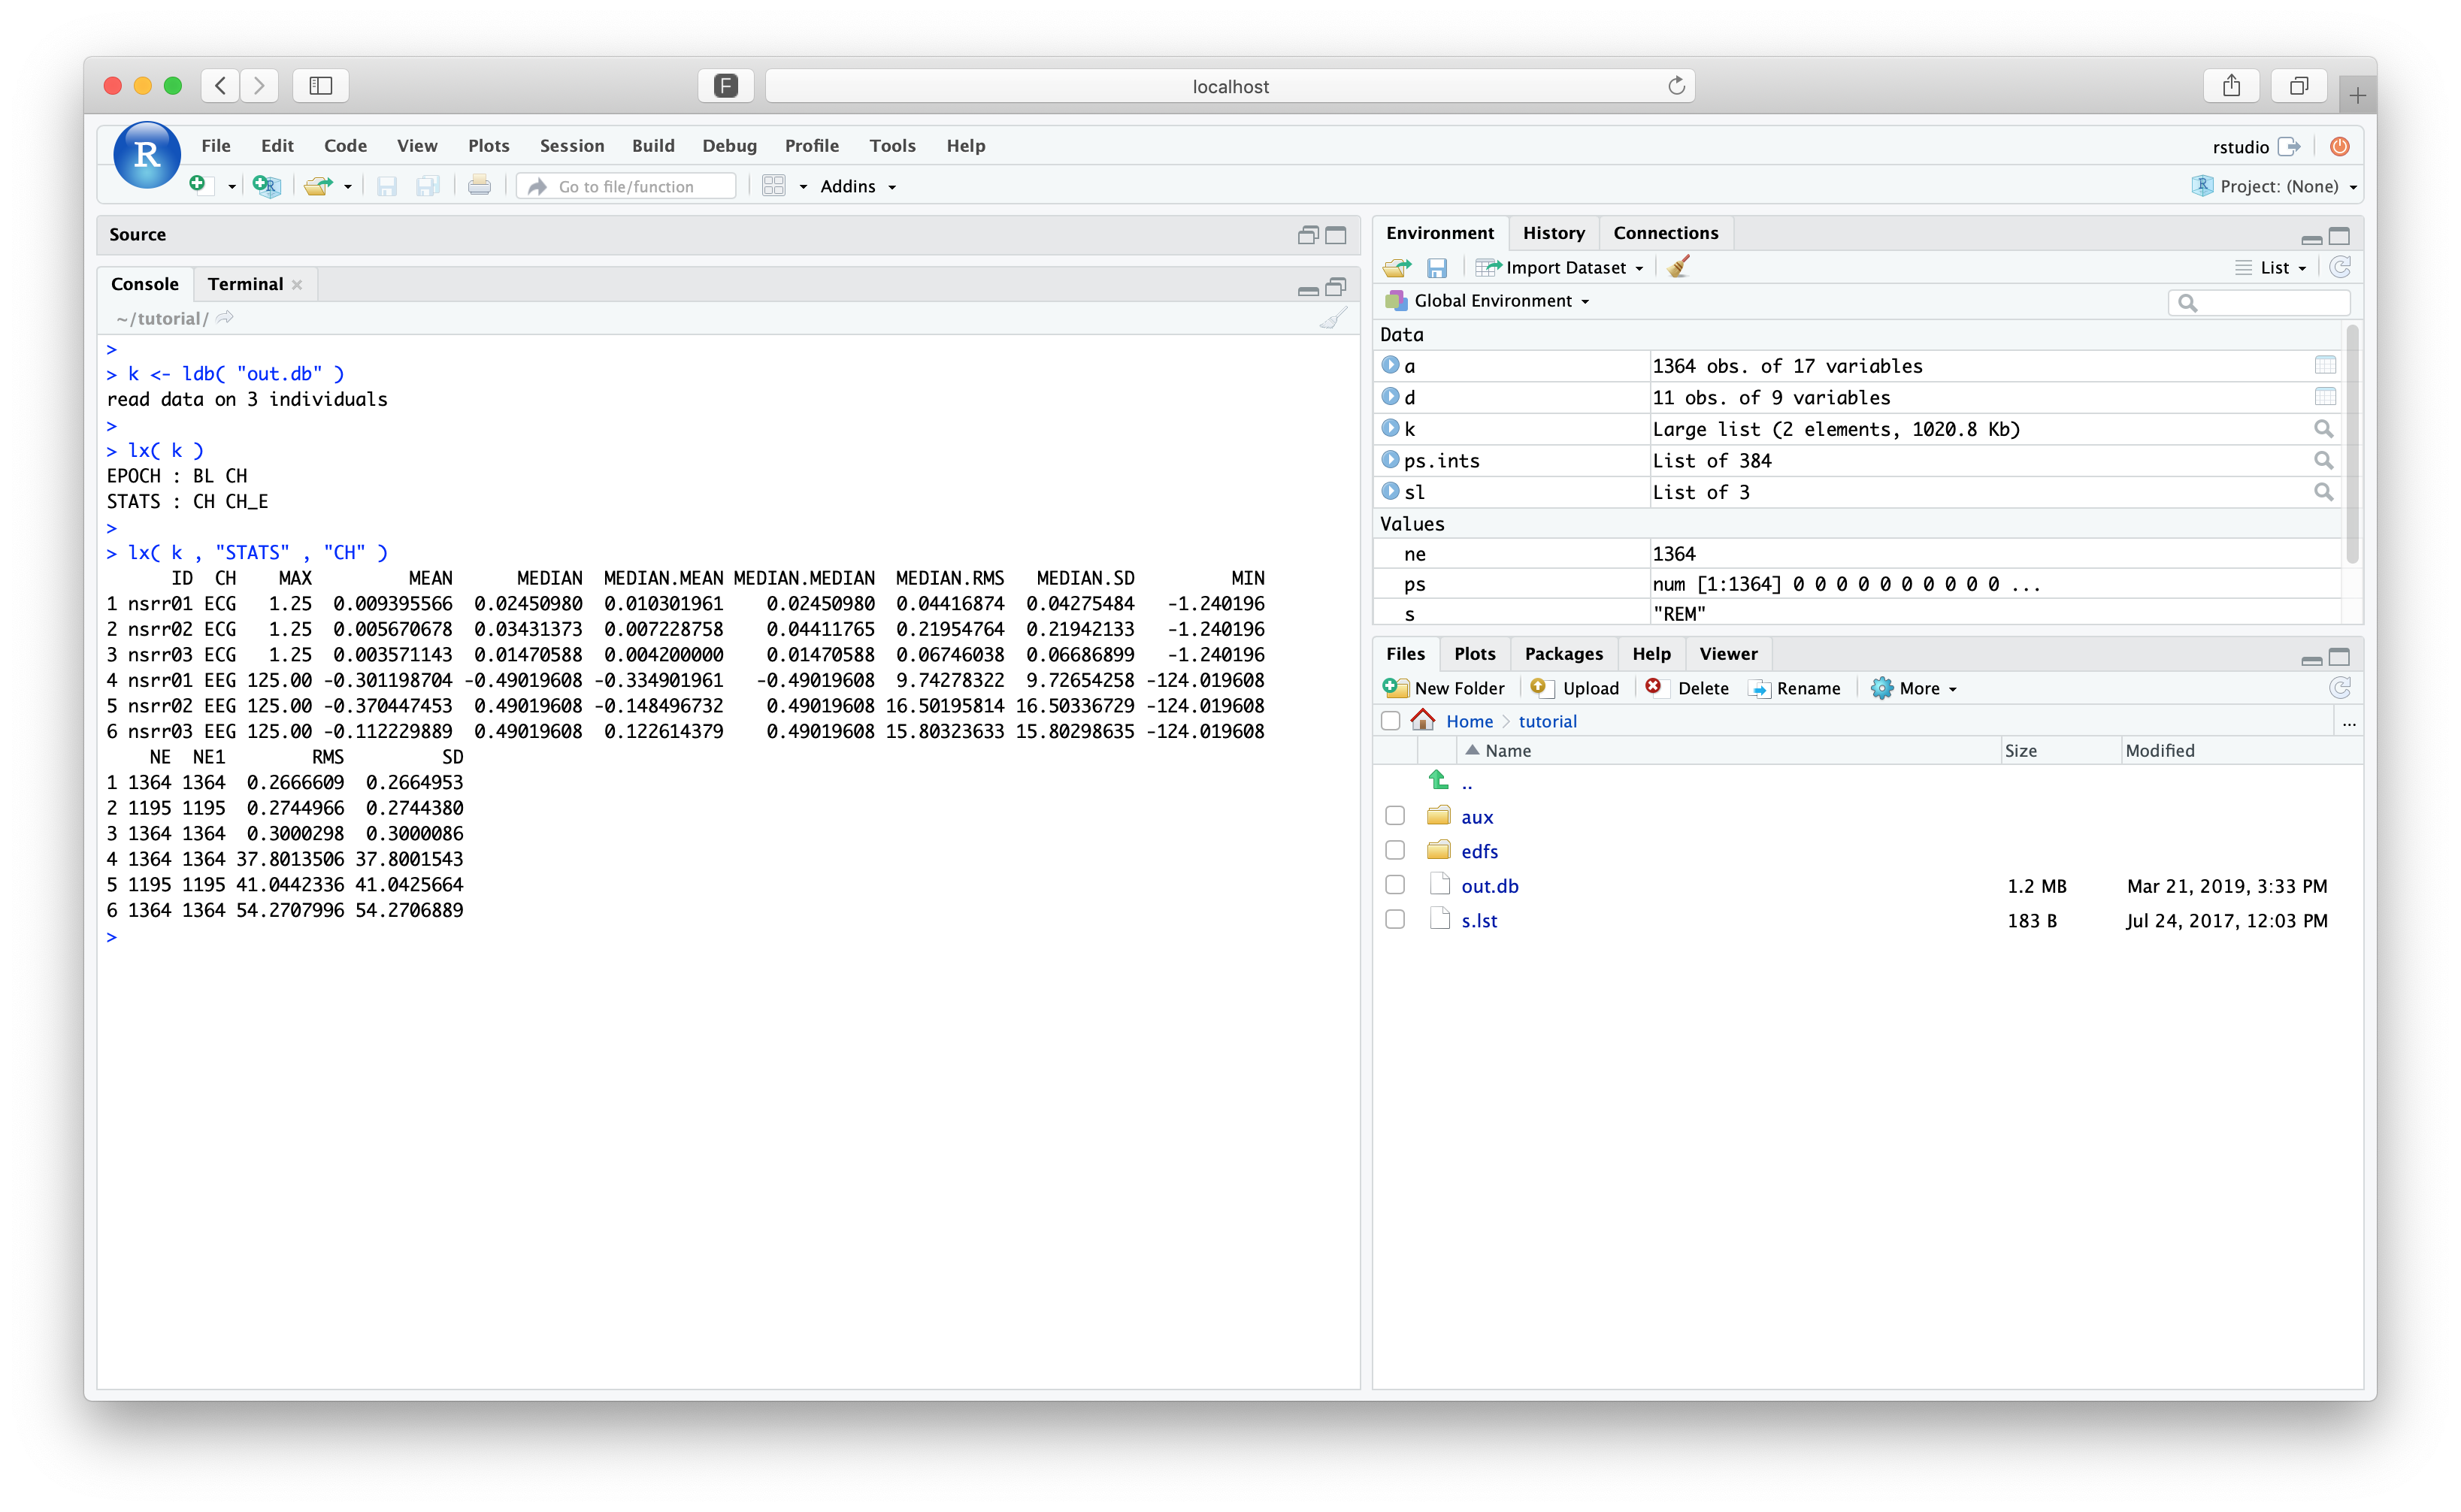 F
localhost
R
File Edit Code View Plots Session Build Debug Profile Tools Help
rstudio
R Go to file/function Addins
R Project: (None)
Source
Console Terminal
~/tutorial/
>
> k <- ldb( "out.db" )
read data on 3 individuals
>
> lx( k )
EPOCH : BL CH
STATS : CH CH_E
>
> lx( k , "STATS" , "CH" )
ID CH MAX MEAN MEDIAN MEDIAN.MEAN MEDIAN.MEDIAN MEDIAN.RMS MEDIAN.SD MIN
1 nsrr01 ECG 1.25 0.009395566 0.02450980 0.010301961 0.02450980 0.04416874 0.04275484 -1.240196
2 nsrr02 ECG 1.25 0.005670678 0.03431373 0.007228758 0.04411765 0.21954764 0.21942133 -1.240196
3 nsrr03 ECG 1.25 0.003571143 0.01470588 0.004200000 0.01470588 0.06746038 0.06686899 -1.240196
4 nsrr01 EEG 125.00 -0.301198704 -0.49019608 -0.334901961 -0.49019608 9.74278322 9.72654258 -124.019608
5 nsrr02 EEG 125.00 -0.370447453 0.49019608 -0.148496732 0.49019608 16.50195814 16.50336729 -124.019608
6 nsrr03 EEG 125.00 -0.112229889 0.49019608 0.122614379 0.49019608 15.80323633 15.80298635 -124.019608
NE NE1 RMS SD
1 1364 1364 0.2666609 0.2664953
2 1195 1195 0.2744966 0.2744380
3 1364 1364 0.3000298 0.3000086
4 1364 1364 37.8013506 37.8001543
5 1195 1195 41.0442336 41.0425664
6 1364 1364 54.2707996 54.2706889
>
Environment History Connections
Import Dataset List
Global Environment
Data
a 1364 obs. of 17 variables
d 11 obs. of 9 variables
k Large list (2 elements, 1020.8 Kb)
ps.ints List of 384
sl List of 3
Values
ne 1364
ps num [1:1364] 0 0 0 0 0 0 0 0 0 0 ...
s "REM"
Files Plots Packages Help Viewer
New Folder Upload Delete Rename More
Home > tutorial ...
Name Size Modified
..
aux
edfs
out.db 1.2 MB Mar 21, 2019, 3:33 PM
s.lst 183 B Jul 24, 2017, 12:03 PM